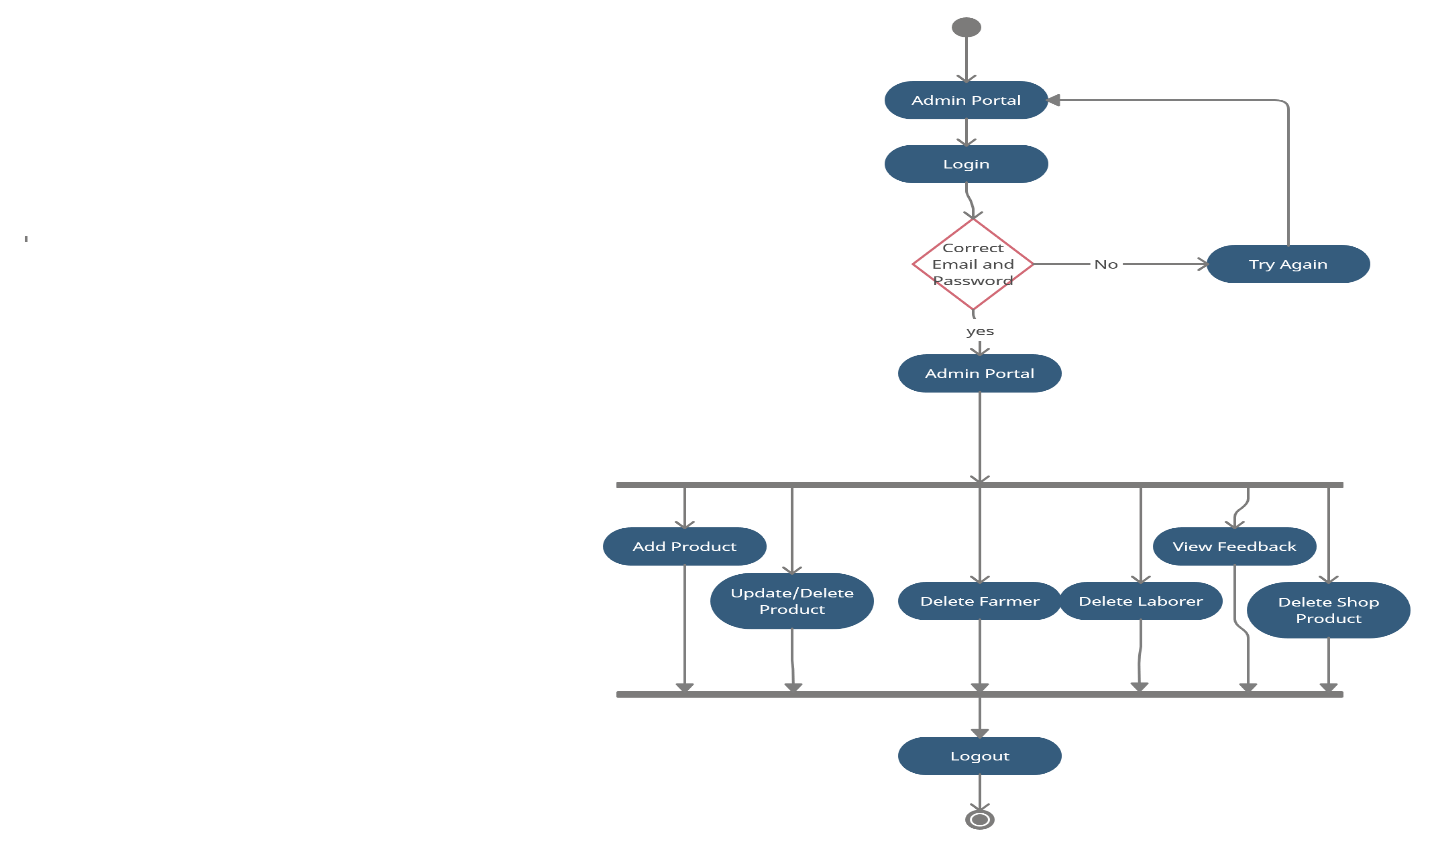 Admin Portal
Login
Correct
Email and
Password
No
Try Again
yes
Admin Portal
Add Product
View Feedback
Update/Delete
Product
Delete Farmer
Delete Laborer
Delete Shop
Product
Logout